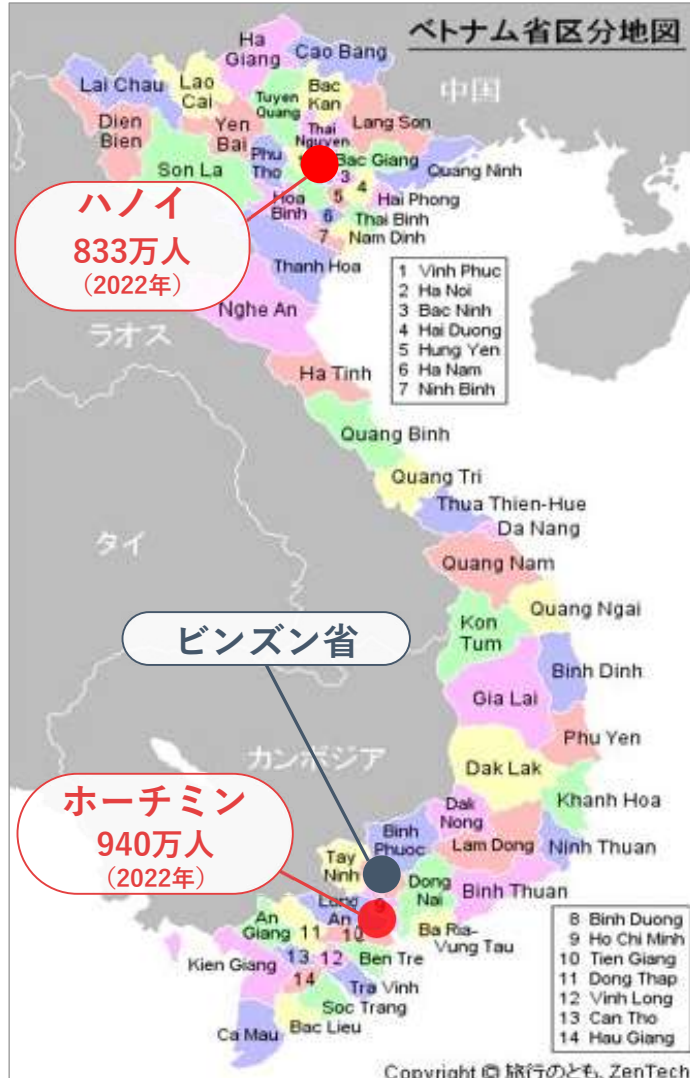 ベトナム省区分地図
中国
Ha
Giang
Cao Bang
Lai Chau
Lao
Cai
Tuyen
Quang
Bac
Kan
Dien
Bien
Yen
Bai
Thai
Nguyen
Lang Son
Son La
Phu
Tho
Bac Giang
Quang Ninh
3
4
5
6
7
Hoa
Binh
Hai Phong
Thai Binh
Nam Dinh
ハノイ
833万人
(2022年)
Thanh Hoa
Nghe An
1 Vinh Phuc
2 Ha Noi
3 Bac Ninh
4 Hai Duong
5 Hung Yen
6 Ha Nam
7 Ninh Binh
ラオス
Ha Tinh
Quang Binh
Quang Tri
Thua Thien-Hue
Da Nang
タイ
Quang Nam
Quang Ngai
Kon
Tum
ビンズン省
Binh Dinh
Gia Lai
Phu Yen
カンボジア
Dak Lak
Khanh Hoa
ホーチミン
940万人
(2022年)
Dak
Nong
Binh
Phuoc
Lam Dong
Ninh Thuan
Tay
Ninh
Dong
Nai
Binh Thuan
Long
An
9
An
Giang
11
10
Ba Ria-
Vung Tau
Kien Giang
13
12
Ben Tre
14
Tra Vinh
Soc Trang
Ca Mau
Bac Lieu
8 Binh Duong
9 Ho Chi Minh
10 Tien Giang
11 Dong Thap
12 Vinh Long
13 Can Tho
14 Hau Giang
Copyright © 旅行のとも、ZenTech